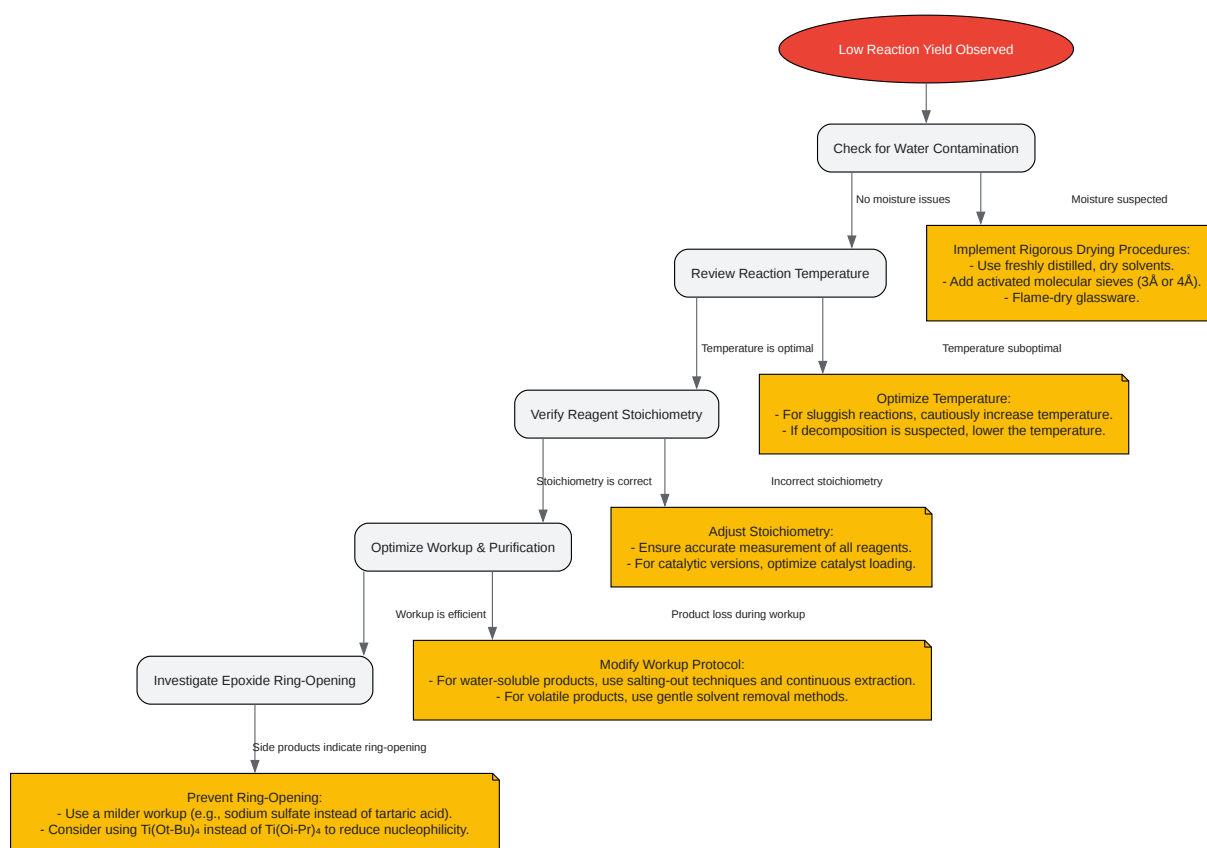 Low Reaction Yield Observed
Check for Water Contamination
No moisture issues
Moisture suspected
Implement Rigorous Drying Procedures:
- Use freshly distilled, dry solvents.
- Add activated molecular sieves (3Å or 4Å).
- Flame-dry glassware.
Review Reaction Temperature
Temperature is optimal
Temperature suboptimal
Optimize Temperature:
- For sluggish reactions, cautiously increase temperature.
- If decomposition is suspected, lower the temperature.
Verify Reagent Stoichiometry
Stoichiometry is correct
Incorrect stoichiometry
Adjust Stoichiometry:
- Ensure accurate measurement of all reagents.
- For catalytic versions, optimize catalyst loading.
Optimize Workup & Purification
Workup is efficient
Product loss during workup
Modify Workup Protocol:
- For water-soluble products, use salting-out techniques and continuous extraction.
- For volatile products, use gentle solvent removal methods.
Investigate Epoxide Ring-Opening
Side products indicate ring-opening
Prevent Ring-Opening:
- Use a milder workup (e.g., sodium sulfate instead of tartaric acid).
- Consider using Ti(Ot-Bu)₄ instead of Ti(Oi-Pr)₄ to reduce nucleophilicity.